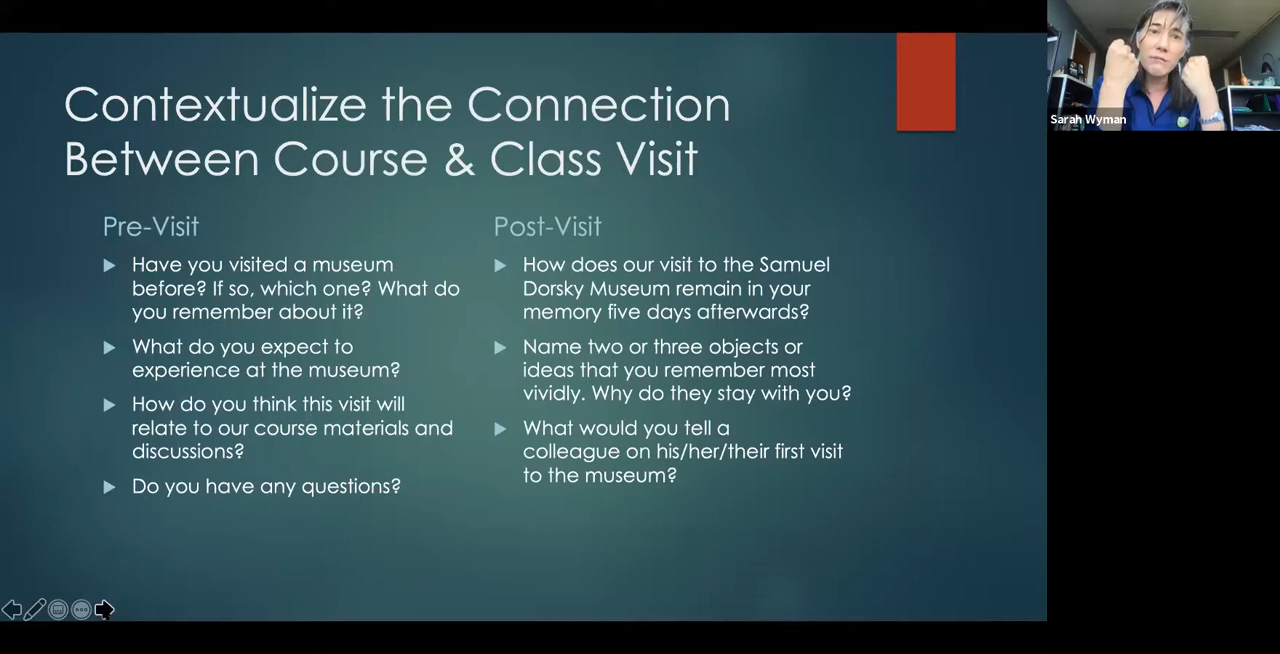 Contextualize the Connection
Between Course & Class Visit
Pre-Visit
Have you visited a museum
before? If so, which one? What do
you remember about it?
What do you expect to
experience at the museum?
How do you think this visit will
relate to our course materials and
discussions?
Do you have any questions?
Post-Visit
How does our visit to the Samuel
Dorsky Museum remain in your
memory five days afterwards?
Name two or three objects or
ideas that you remember most
vividly. Why do they stay with you?
What would you tell a
colleague on his/her/their first visit
to the museum?
Sarah Wyman